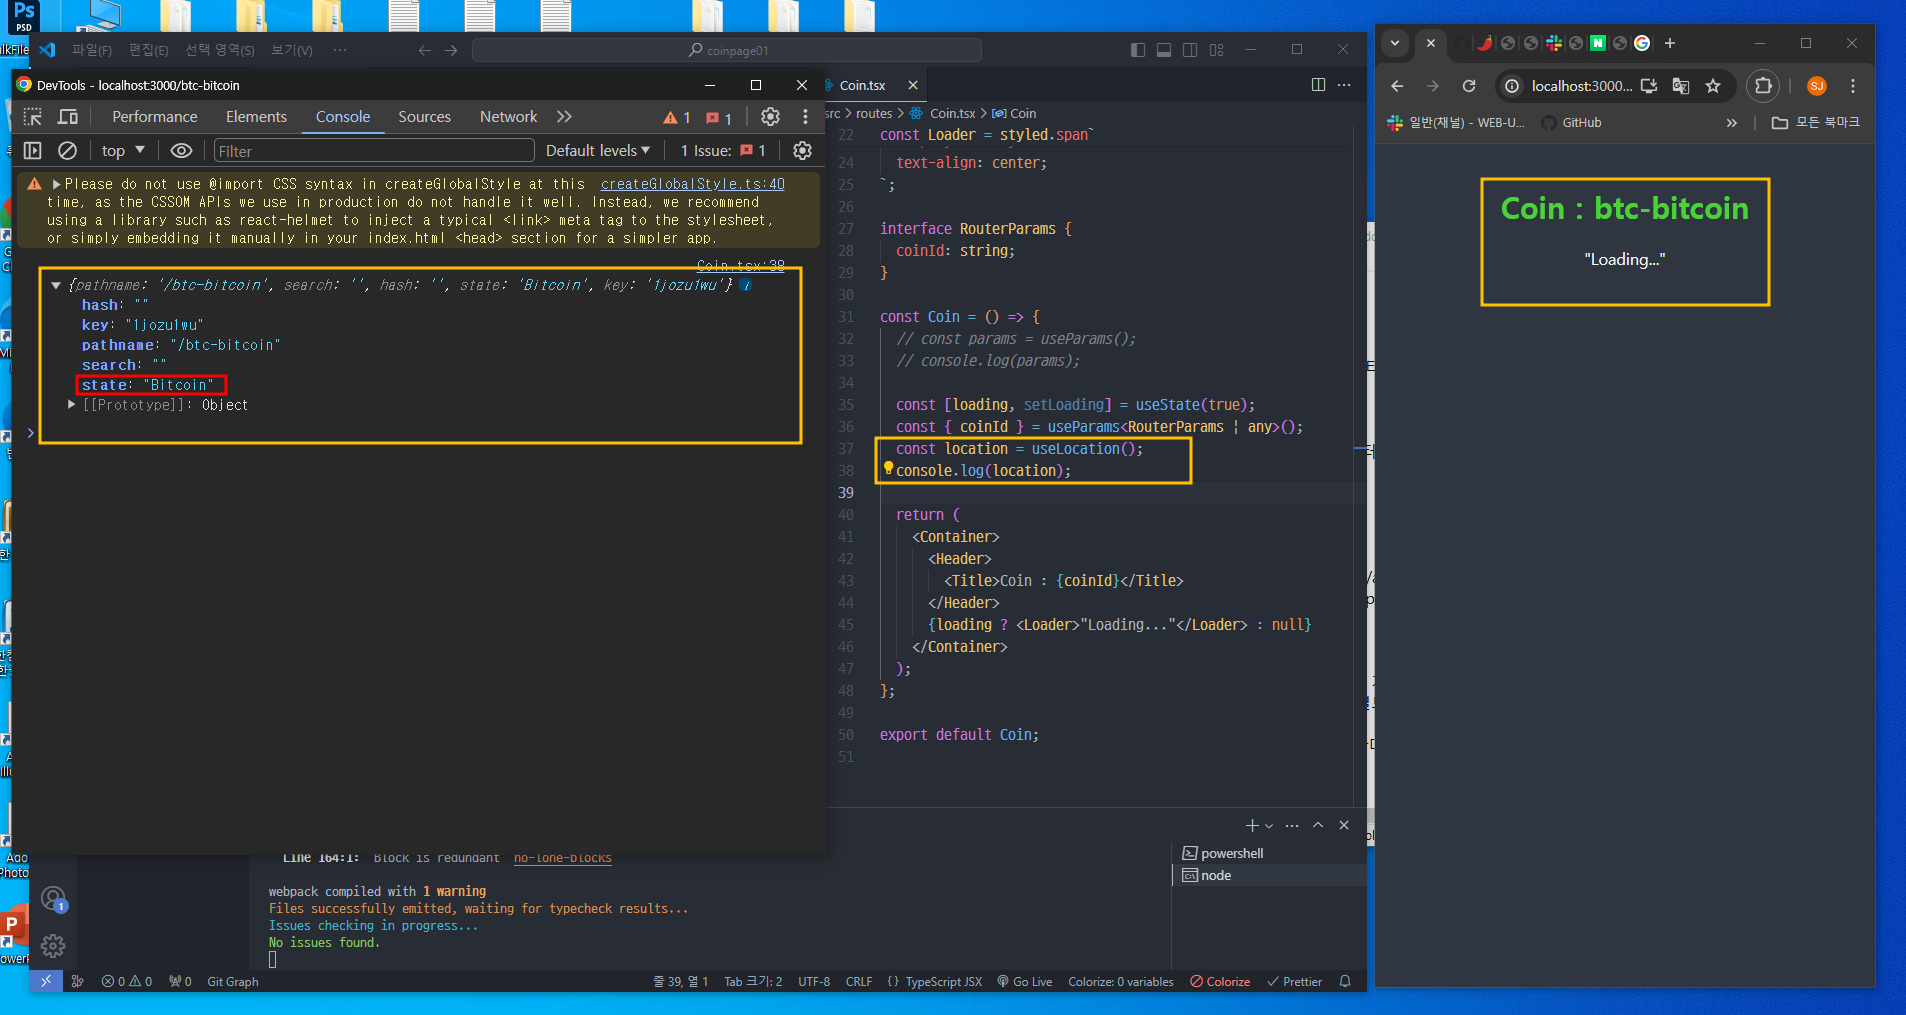 Ps
PSD
파일(F) 편집(E) 선택 영역(S) 보기(V) ···
coinpage01
DevTools - localhost:3000/btc-bitcoin
Performance Elements Console Sources Network 1 1
top Filter Default levels 1 Issue: 1
Please do not use @import CSS syntax in createGlobalStyle at this createGlobalStyle.ts:40
time, as the CSSOM APIs we use in production do not handle it well. Instead, we recommend
using a library such as react-helmet to inject a typical <link> meta tag to the stylesheet,
or simply embedding it manually in your index.html <head> section for a simpler app.
Coin.tsx:38
{pathname: '/btc-bitcoin', search: '', hash: '', state: 'Bitcoin', key: '1jozu1wu'}
hash: ""
key: "1jozu1wu"
pathname: "/btc-bitcoin"
search: ""
state: "Bitcoin"
[[Prototype]]: Object
Coin.tsx
src > routes > Coin.tsx > Coin
22 const Loader = styled.span`
24 text-align: center;
25 `;
26
27 interface RouterParams {
28 coinId: string;
29 }
30
31 const Coin = () => {
32 // const params = useParams();
33 // console.log(params);
34
35 const [loading, setLoading] = useState(true);
36 const { coinId } = useParams<RouterParams | any>();
37 const location = useLocation();
38 console.log(location);
39
40 return (
41 <Container>
42 <Header>
43 <Title>Coin : {coinId}</Title>
44 </Header>
45 {loading ? <Loader>"Loading..."</Loader> : null}
46 </Container>
47 );
48 };
49
50 export default Coin;
51
powershell
node
Line 164:1: Block is redundant no-lone-blocks
webpack compiled with 1 warning
Files successfully emitted, waiting for typecheck results...
Issues checking in progress...
No issues found.
1
0 0 0 Git Graph 줄 39, 열 1 Tab 크기: 2 UTF-8 CRLF {} TypeScript JSX Go Live Colorize: 0 variables Colorize Prettier
localhost:3000... SJ
일반(채널) - WEB-U... GitHub 모든 북마크
Coin : btc-bitcoin
"Loading..."